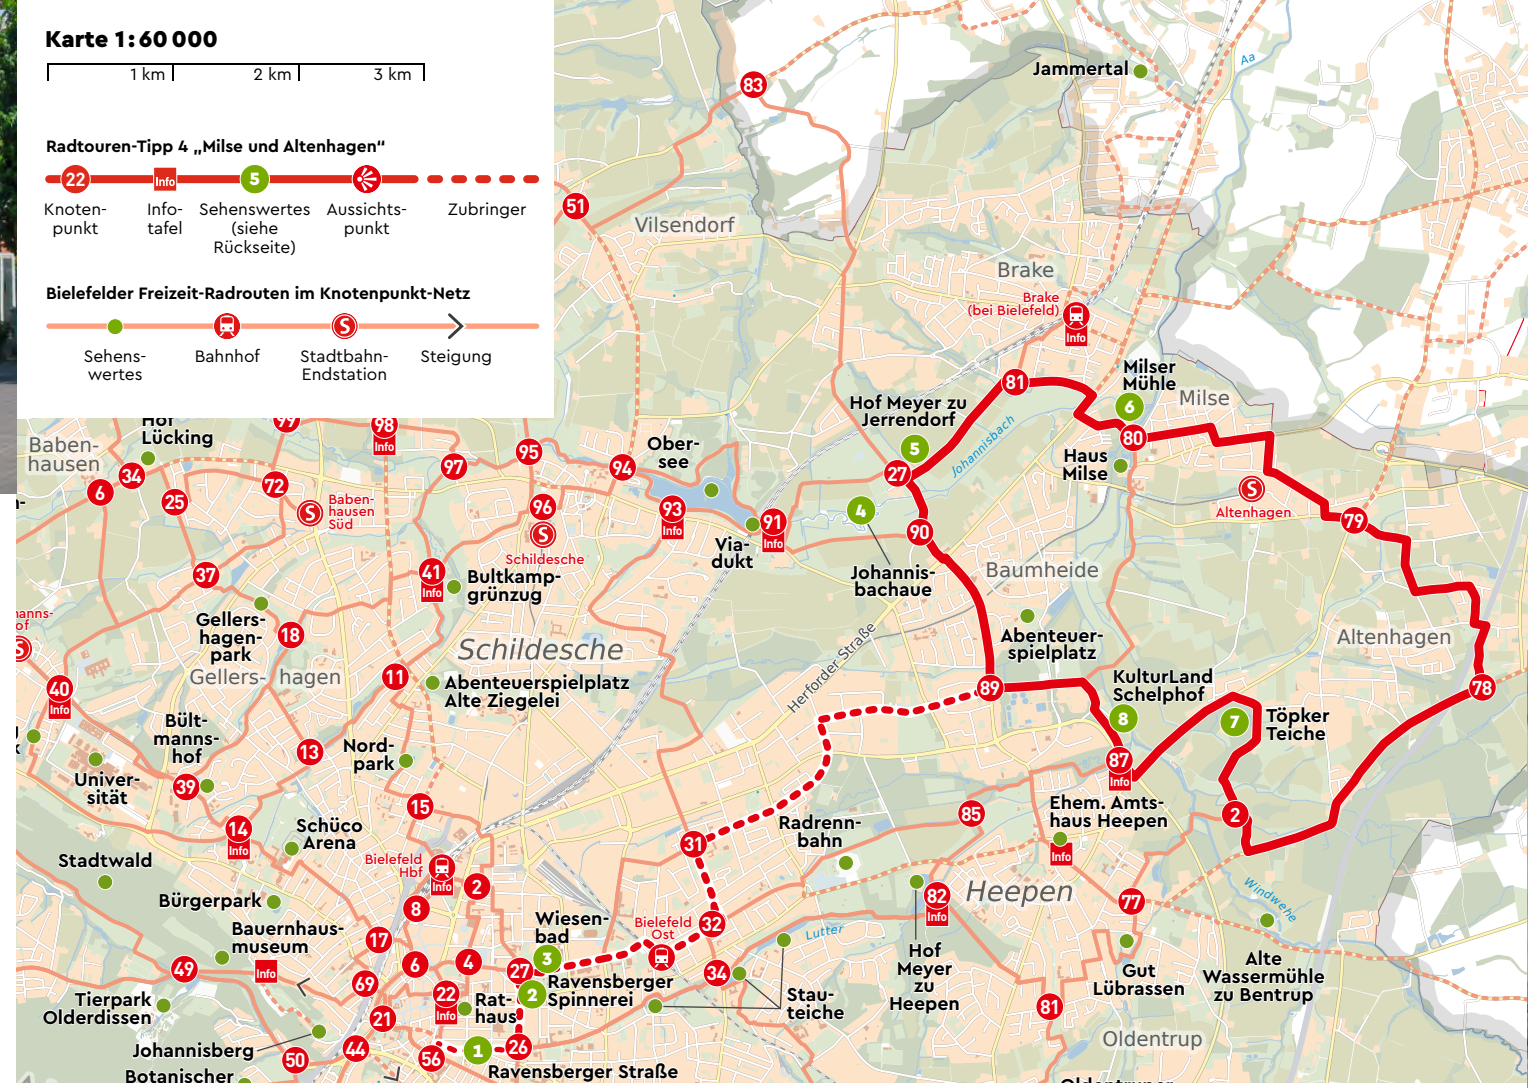 Karte 1:60 000
1 km
2 km
3 km
Radtouren-Tipp 4 „Milse und Altenhagen“
22
Info
5
Knoten-
punkt
Info-
tafel
Sehenswertes
(siehe
Rückseite)
Aussichts-
punkt
Zubringer
Bielefelder Freizeit-Radrouten im Knotenpunkt-Netz
S
Sehens-
wertes
Bahnhof
Stadtbahn-
Endstation
Steigung
Jammertal
Aa
83
51
Vilsendorf
Brake
Brake
(bei Bielefeld)
Info
81
Milser
Mühle
6
Milse
80
Hof Meyer zu
Jerrendorf
5
27
Johannisbach
Haus
Milse
S
Altenhagen
79
Hof
Lücking
99
98
Info
Baben-
hausen
34
6
25
72
S
Baben-
hausen
Süd
97
95
94
96
S
Schildesche
Ober-
see
93
Info
91
Info
Via-
dukt
4
90
Johannis-
bachaue
Baumheide
37
41
Info
Bultkamp-
grünzug
Gellers-
hagen-
park
18
Gellers-
hagen
Schildesche
11
Abenteuerspielplatz
Alte Ziegelei
Herforder Straße
Abenteuer-
spielplatz
Altenhagen
78
89
KulturLand
Schelphof
8
7
Töpker
Teiche
S
40
Info
Bült-
manns-
hof
39
13
Nord-
park
Univer-
sität
15
14
Info
Schüco
Arena
87
Info
2
Ehem. Amts-
haus Heepen
Info
85
Radrenn-
bahn
31
Stadtwald
Bielefeld
Hbf
Info
2
Bürgerpark
8
Bauernhaus-
museum
Info
17
49
6
4
69
Wiesen-
bad
3
27
Bielefeld
Ost
32
34
Lutter
82
Info
Heepen
77
Windwehe
Hof
Meyer
zu
Heepen
Gut
Lübrassen
Alte
Wassermühle
zu Bentrup
Tierpark
Olderdissen
22
Info
Rat-
haus
2
Ravensberger
Spinnerei
Stau-
teiche
81
21
Johannisberg
44
50
56
1
26
Ravensberger Straße
Oldentrup
Botanischer